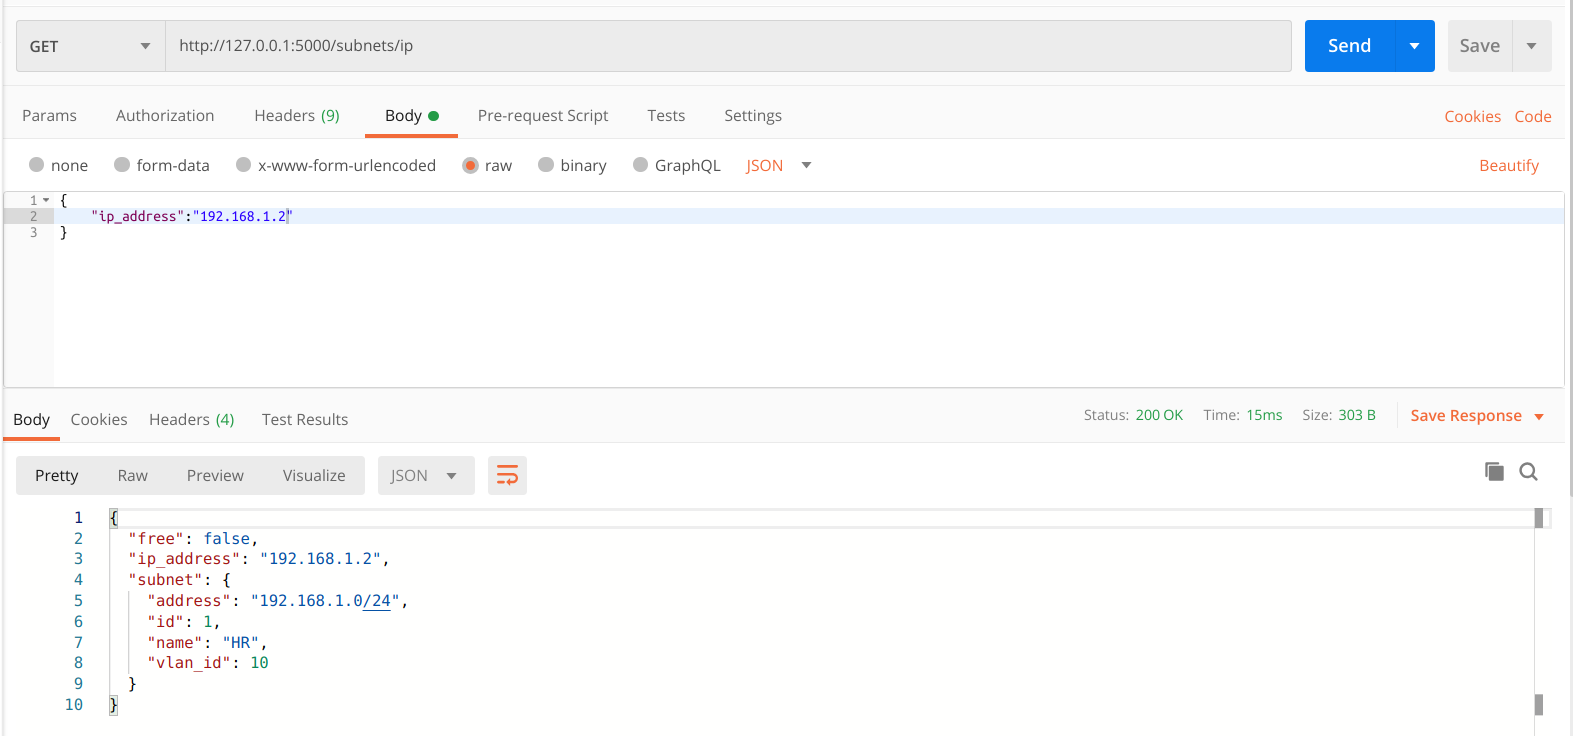 GET http://127.0.0.1:5000/subnets/ip Send Save
Params Authorization Headers (9) Body Pre-request Script Tests Settings Cookies Code
none form-data x-www-form-urlencoded raw binary GraphQL JSON Beautify
1 {
2 "ip_address":"192.168.1.2"
3 }
Body Cookies Headers (4) Test Results Status: 200 OK Time: 15ms Size: 303 B Save Response
Pretty Raw Preview Visualize JSON
1 {
2 "free": false,
3 "ip_address": "192.168.1.2",
4 "subnet": {
5 "address": "192.168.1.0/24",
6 "id": 1,
7 "name": "HR",
8 "vlan_id": 10
9 }
10 }